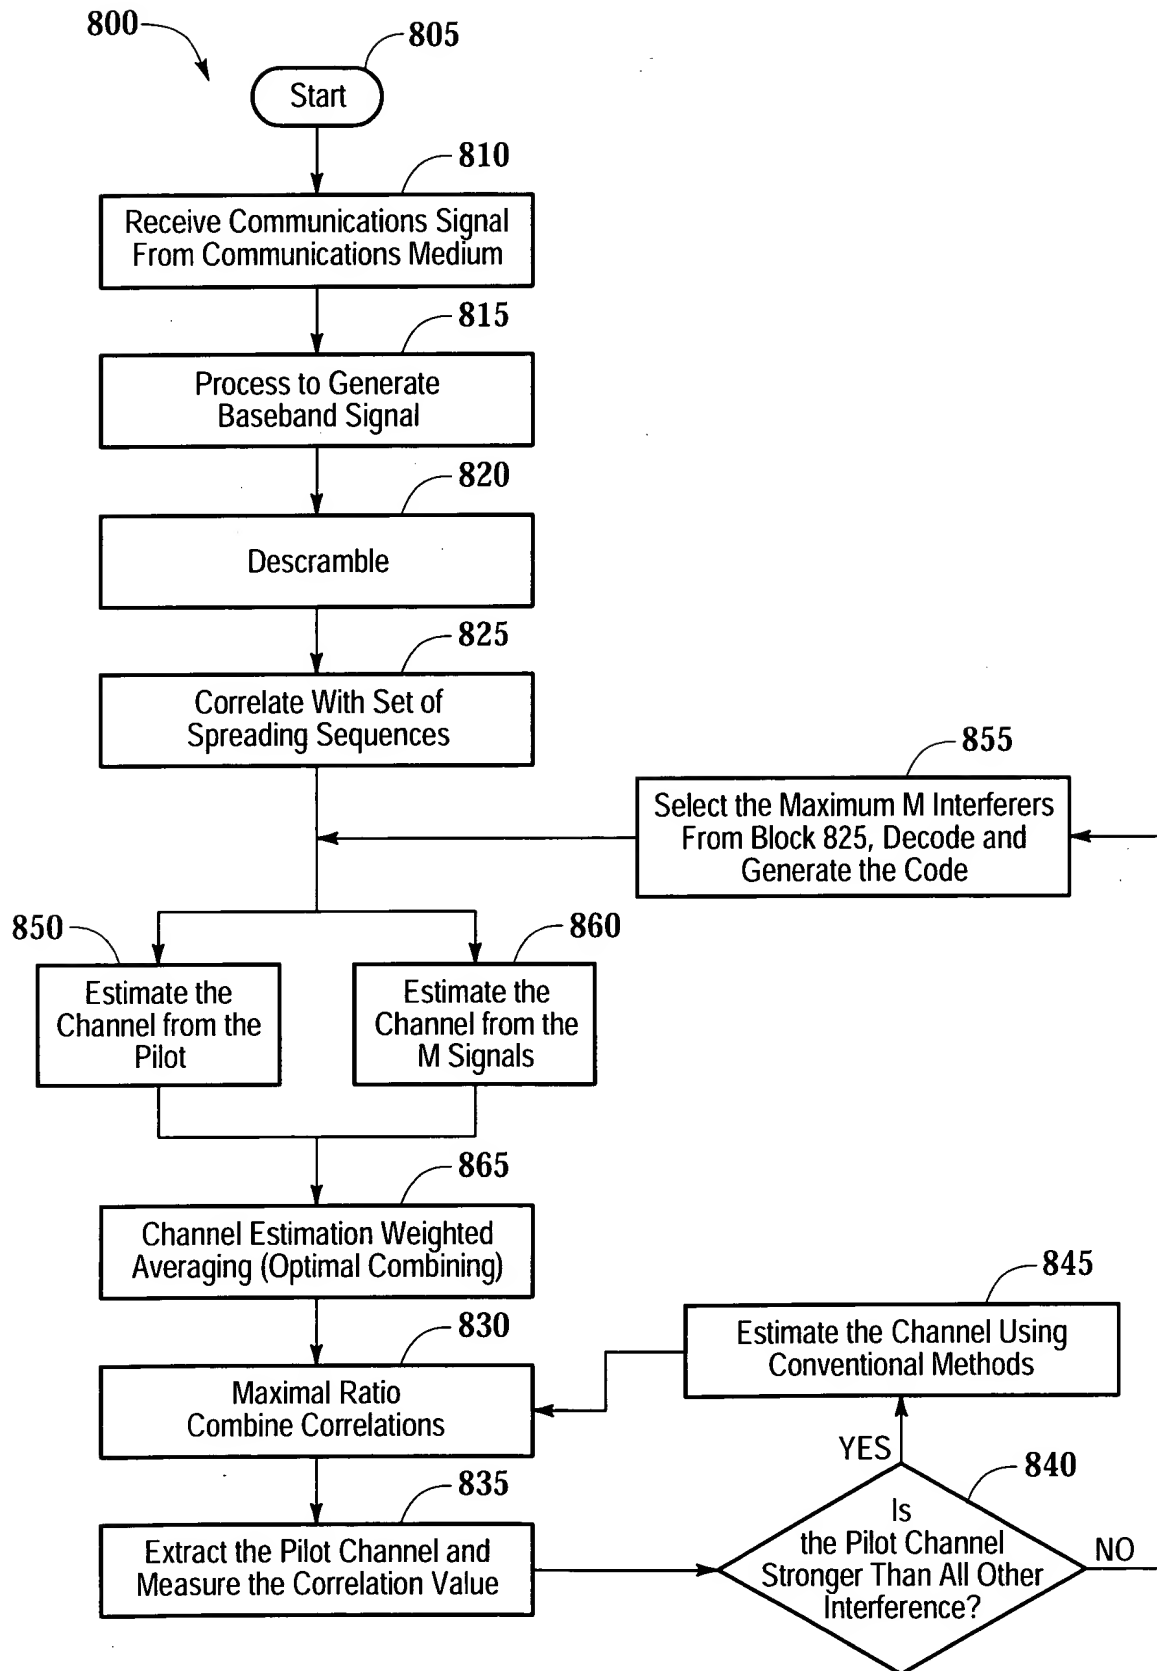 800
805
Start
810
Receive Communications Signal
From Communications Medium
815
Process to Generate
Baseband Signal
820
Descramble
825
Correlate With Set of
Spreading Sequences
855
Select the Maximum M Interferers
From Block 825, Decode and
Generate the Code
850
Estimate the
Channel from the
Pilot
860
Estimate the
Channel from the
M Signals
865
Channel Estimation Weighted
Averaging (Optimal Combining)
830
Maximal Ratio
Combine Correlations
845
Estimate the Channel Using
Conventional Methods
YES
835
Extract the Pilot Channel and
Measure the Correlation Value
840
Is
the Pilot Channel
Stronger Than All Other
Interference?
NO